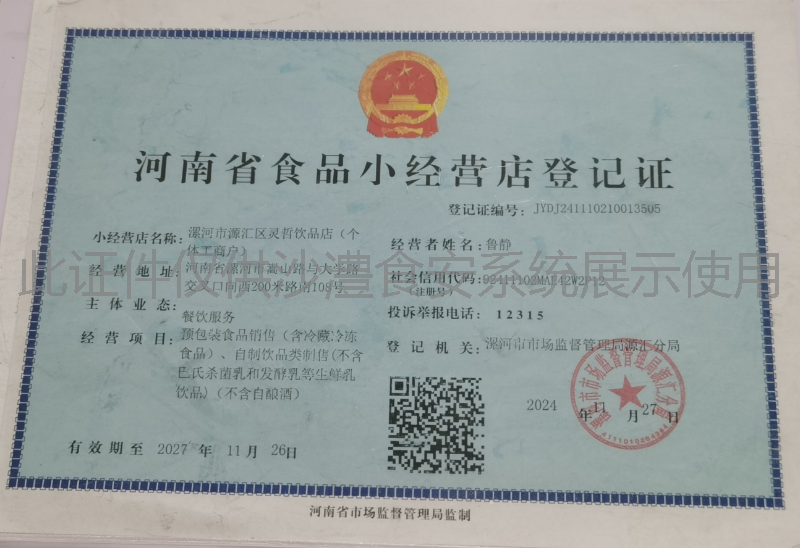 河南省食品小经营店登记证
登记证编号：JYDJ241110210013505
小经营店名称：漯河市源汇区灵哲饮品店（个
体工商户）
经营者姓名：鲁静
经营地址：河南省漯河市嵩山路与大学路
交叉口向西200米路南108号
社会信用代码：92411102MAE42W2P12
（注册号）
此证件仅供沙澧食安系统展示使用
主体业态：餐饮服务
投诉举报电话：12315
经营项目：预包装食品销售（含冷藏冷冻
食品）、自制饮品类制售(不含
巴氏杀菌乳和发酵乳等生鲜乳
饮品）（不含自酿酒）
登记机关：漯河市市场监督管理局源汇分局
2024 年 11 月 27 日
有效期至 2027 年 11 月 26日
河南省市场监督管理局监制